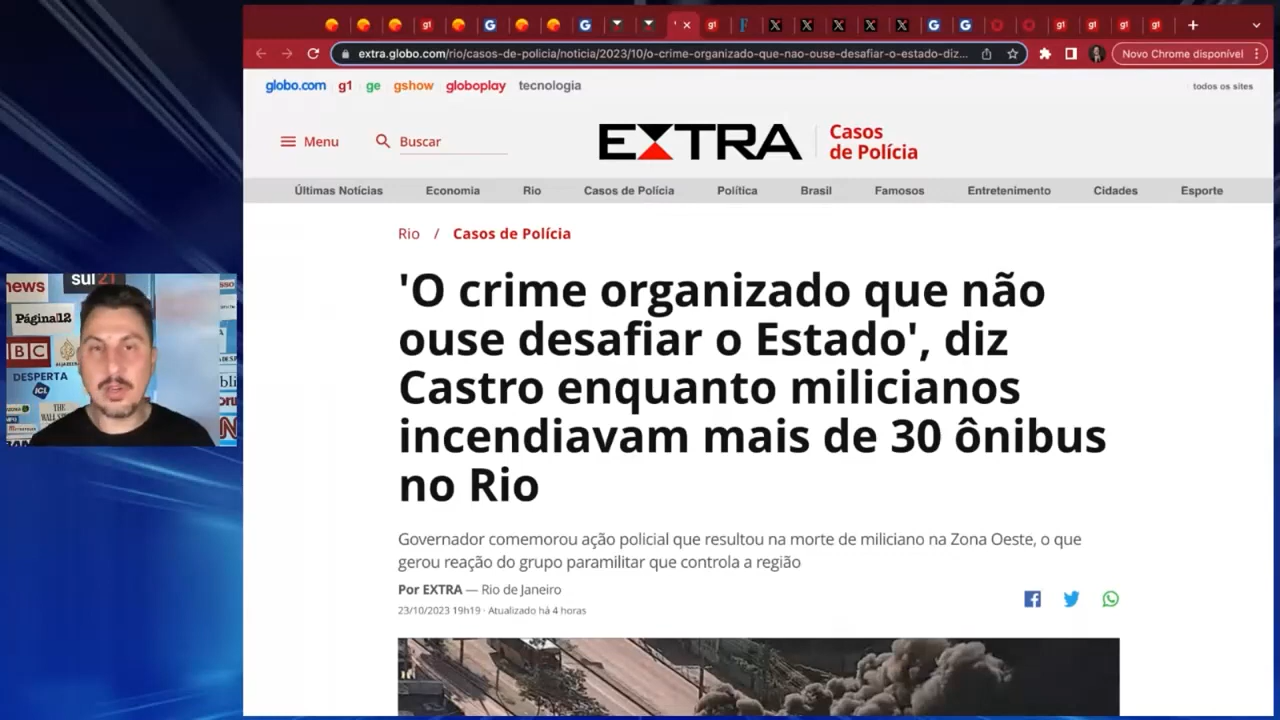 Novo Chrome disponível
extra.globo.com/rio/casos-de-policia/noticia/2023/10/o-crime-organizado-que-nao-ouse-desafiar-o-estado-diz...
globo.com g1 ge gshow globoplay tecnologia
todos os sites
Menu
Buscar
EXTRA
Casos
de Polícia
Últimas Notícias Economia Rio Casos de Polícia Política Brasil Famosos Entretenimento Cidades Esporte
Rio / Casos de Polícia
'O crime organizado que não
ouse desafiar o Estado', diz
Castro enquanto milicianos
incendiavam mais de 30 ônibus
no Rio
Governador comemorou ação policial que resultou na morte de miliciano na Zona Oeste, o que
gerou reação do grupo paramilitar que controla a região
Por EXTRA — Rio de Janeiro
23/10/2023 19h19 · Atualizado há 4 horas
news
sul21
Página12
BBC
DESPERTA
ICL
THE